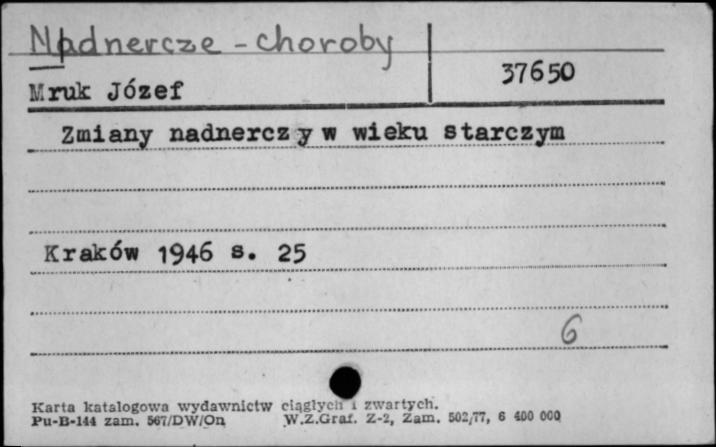 Nadnercze - choroby
37650
Mruk Józef
Zmiany nadnerczy w wieku starczym
Kraków 1946 s. 25
6
Karta katalogowa wydawnictw ciągłych i zwartych.
Pu-B-144 zam. 567/DW/On W.Z.Graf. Z-2, Zam. 502/77, 6 400 000